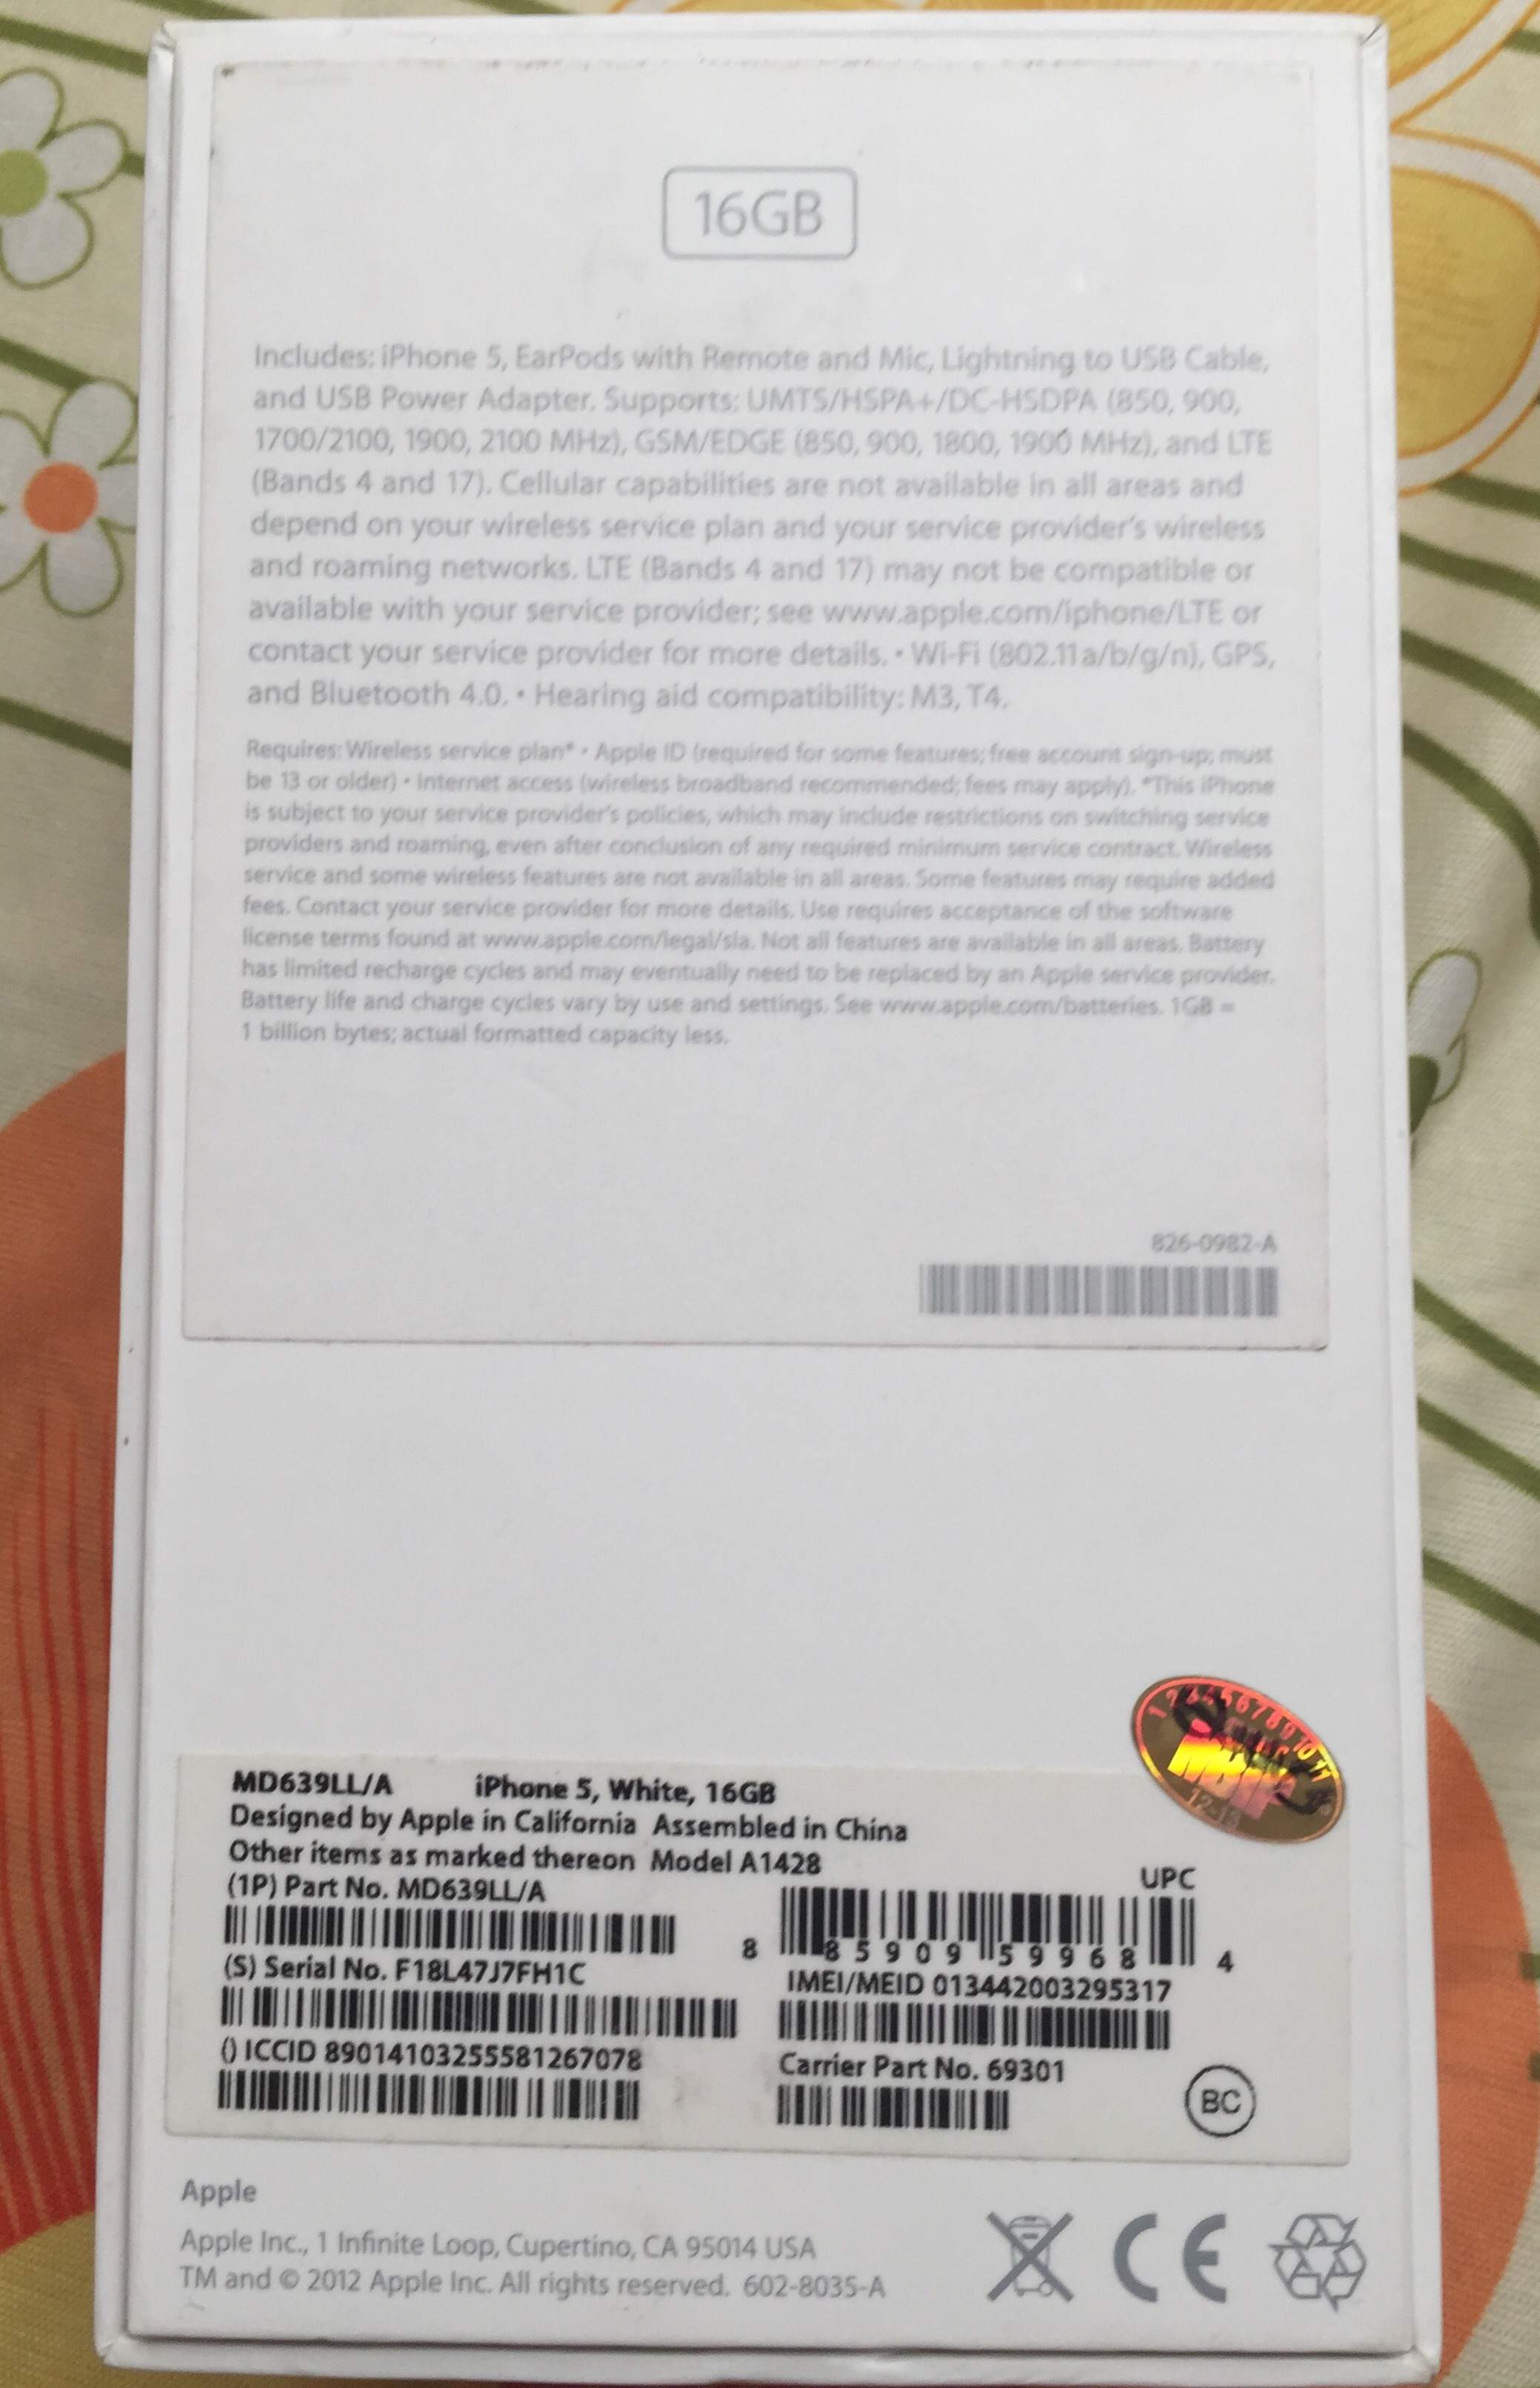 16GB
Includes: iPhone 5, EarPods with Remote and Mic, Lightning to USB Cable,
and USB Power Adapter. Supports: UMTS/HSPA+/DC-HSDPA (850, 900,
1700/2100, 1900, 2100 MHz), GSM/EDGE (850, 900, 1800, 1900 MHz), and LTE
(Bands 4 and 17). Cellular capabilities are not available in all areas and
depend on your wireless service plan and your service provider's wireless
and roaming networks. LTE (Bands 4 and 17) may not be compatible or
available with your service provider; see www.apple.com/iphone/LTE or
contact your service provider for more details. • Wi-Fi (802.11a/b/g/n), GPS,
and Bluetooth 4.0. • Hearing aid compatibility: M3, T4.
Requires: Wireless service plan* • Apple ID (required for some features; free account sign-up; must
be 13 or older) • Internet access (wireless broadband recommended; fees may apply). *This iPhone
is subject to your service provider's policies, which may include restrictions on switching service
providers and roaming, even after conclusion of any required minimum service contract. Wireless
service and some wireless features are not available in all areas. Some features may require added
fees. Contact your service provider for more details. Use requires acceptance of the software
license terms found at www.apple.com/legal/sla. Not all features are available in all areas. Battery
has limited recharge cycles and may eventually need to be replaced by an Apple service provider.
Battery life and charge cycles vary by use and settings. See www.apple.com/batteries. 1GB =
1 billion bytes; actual formatted capacity less.
826-0982-A
1 2 3 4 5 6 7 8 9 10 11
MD639LL/A iPhone 5, White, 16GB
Designed by Apple in California Assembled in China
Other items as marked thereon Model A1428
(1P) Part No. MD639LL/A
UPC
8 85909 59968 4
(S) Serial No. F18L47J7FH1C
IMEI/MEID 013442003295317
() ICCID 89014103255581267078
Carrier Part No. 69301
BC
Apple
Apple Inc., 1 Infinite Loop, Cupertino, CA 95014 USA
TM and © 2012 Apple Inc. All rights reserved. 602-8035-A
CE